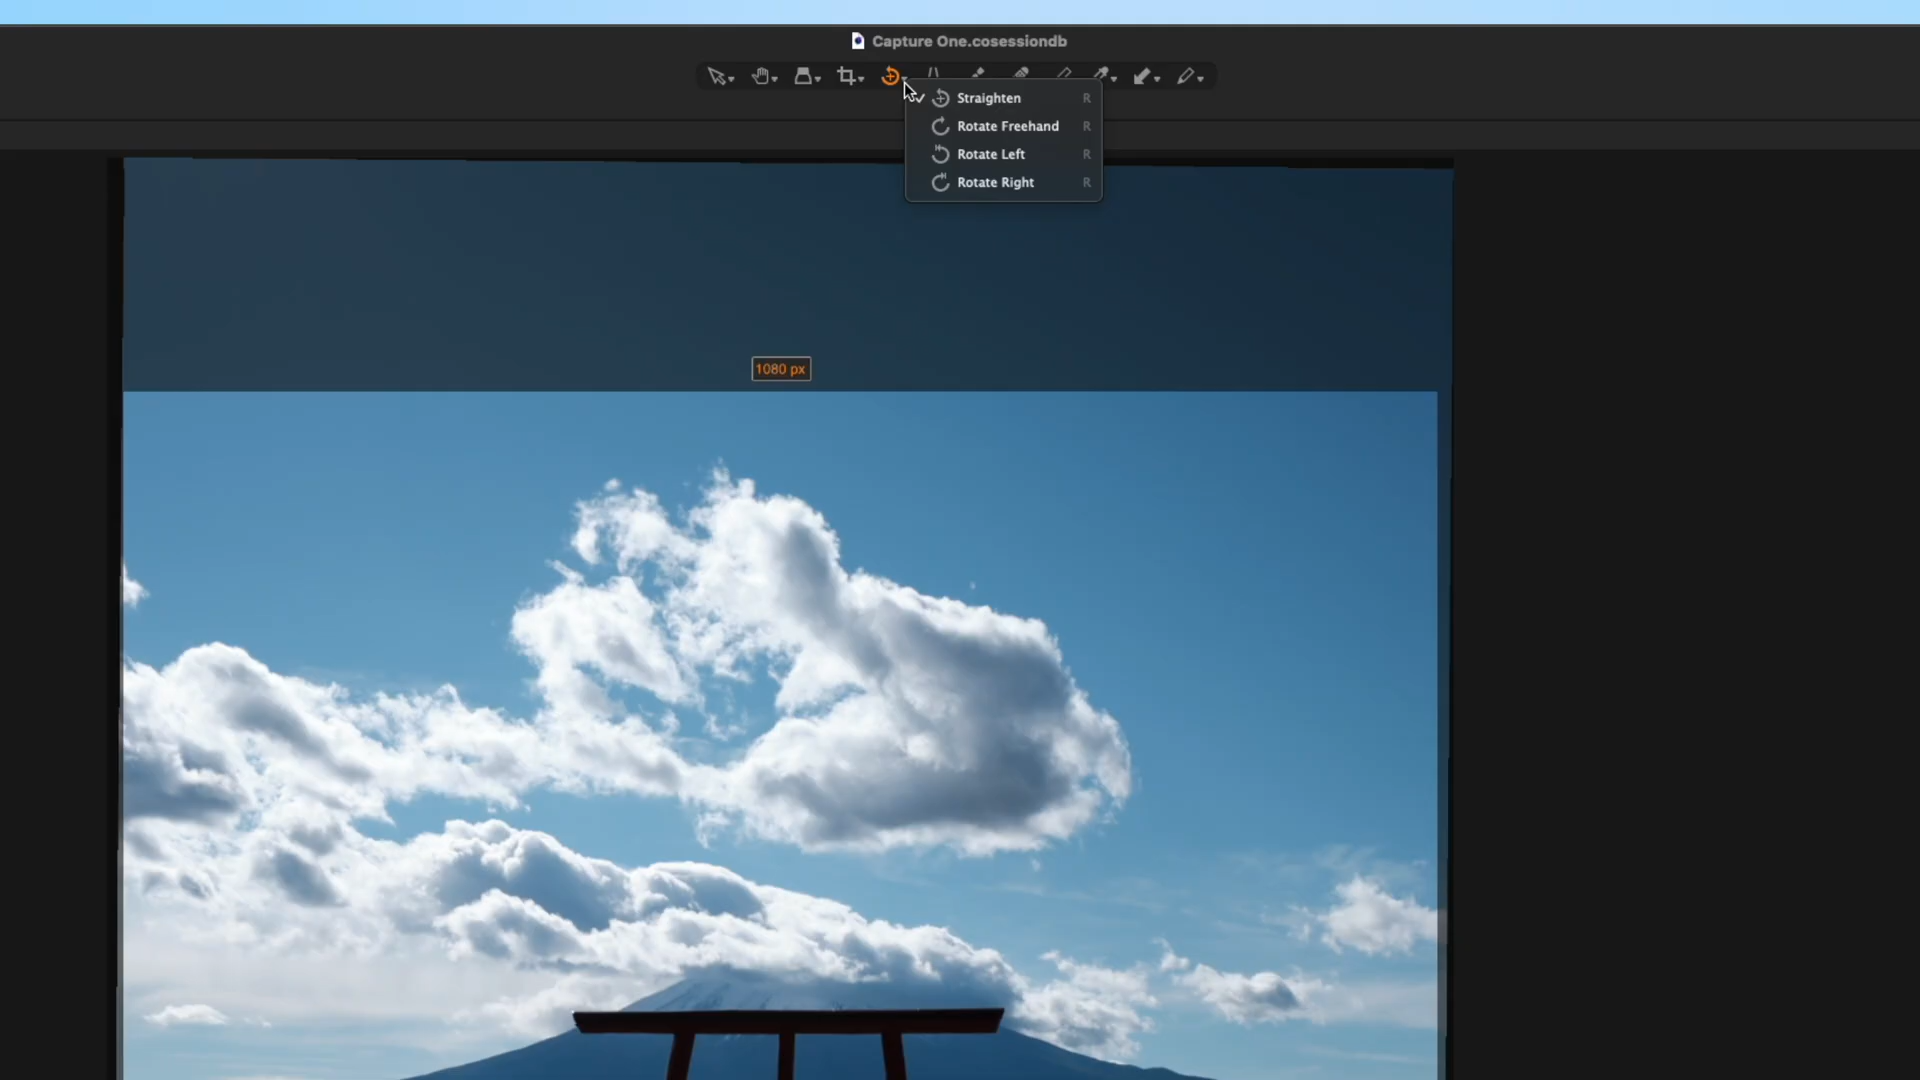 Capture One.cosessiondb
Straighten R
Rotate Freehand R
Rotate Left R
Rotate Right R
1080 px